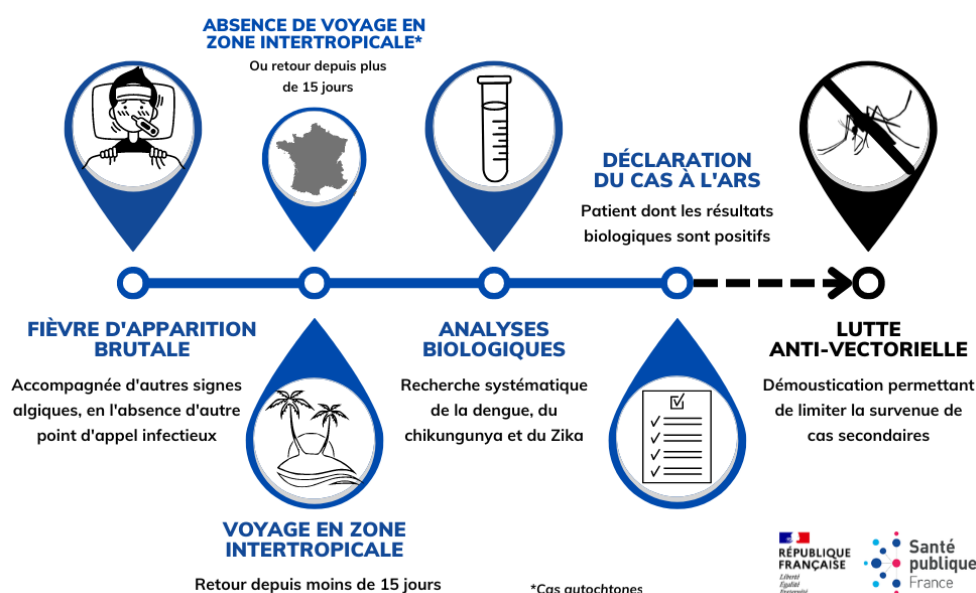 ABSENCE DE VOYAGE EN
ZONE INTERTROPICALE*
Ou retour depuis plus
de 15 jours
DÉCLARATION
DU CAS À L'ARS
Patient dont les résultats
biologiques sont positifs
FIÈVRE D'APPARITION
BRUTALE
Accompagnée d'autres signes
algiques, en l'absence d'autre
point d'appel infectieux
ANALYSES
BIOLOGIQUES
Recherche systématique
de la dengue, du
chikungunya et du Zika
LUTTE
ANTI-VECTORIELLE
Démoustication permettant
de limiter la survenue de
cas secondaires
VOYAGE EN ZONE
INTERTROPICALE
Retour depuis moins de 15 jours
*Cas autochtones
RÉPUBLIQUE
FRANÇAISE
Liberté
Égalité
Fraternité
Santé
publique
France